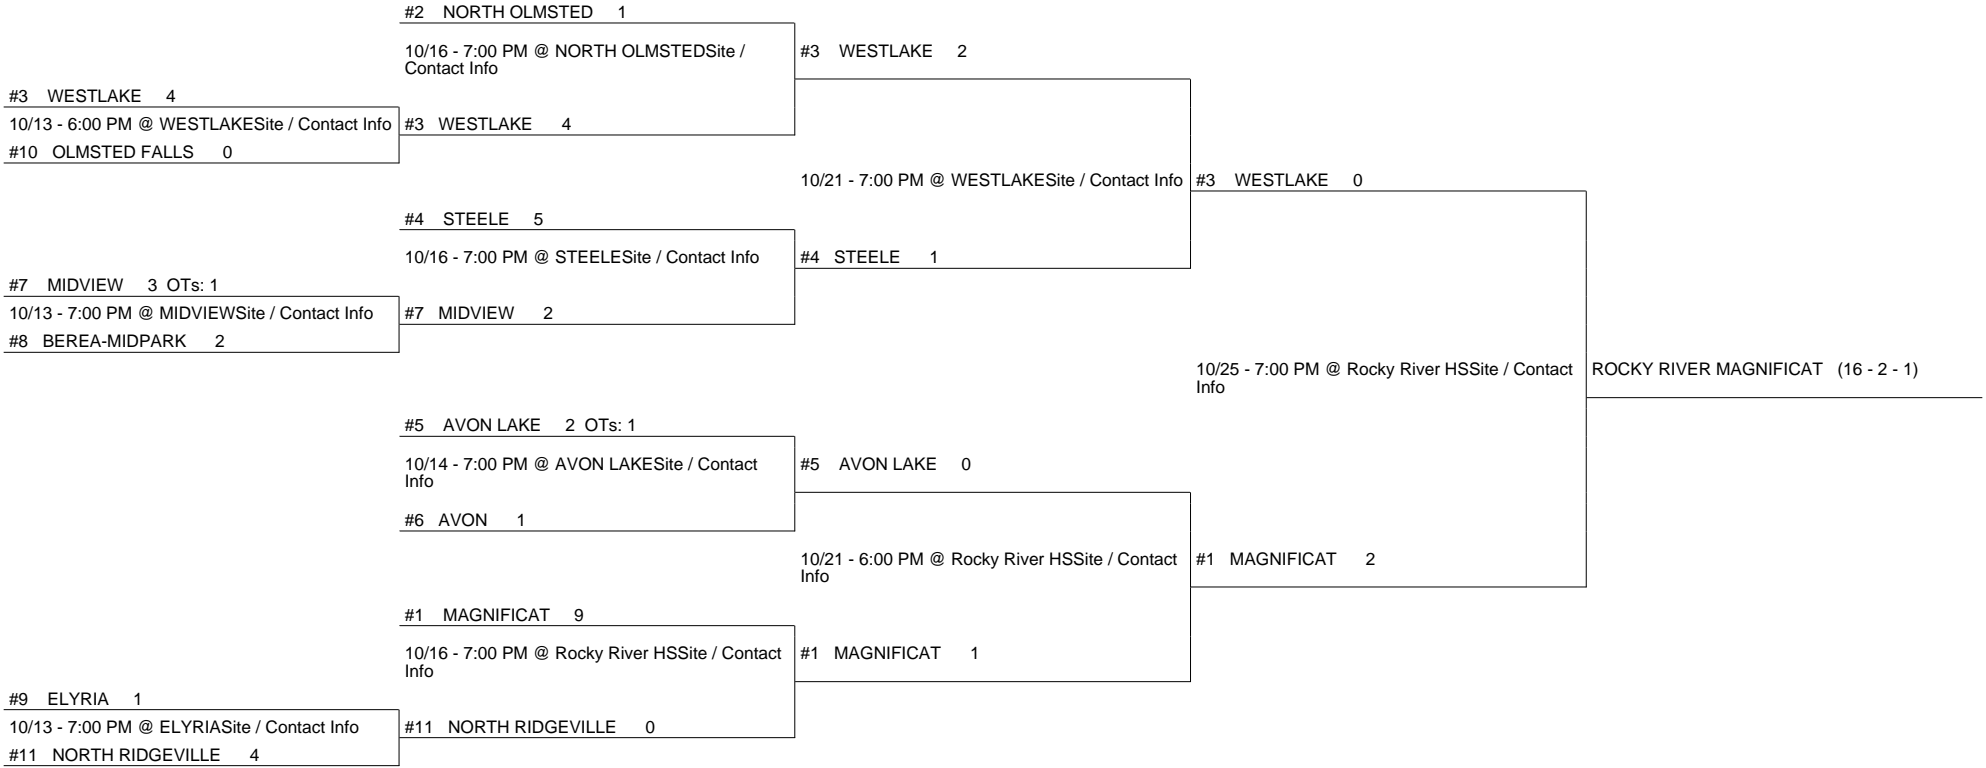 #2 NORTH OLMSTED 1
10/16 - 7:00 PM @ NORTH OLMSTEDSite /
Contact Info
#3 WESTLAKE 2
#3 WESTLAKE 4
10/13 - 6:00 PM @ WESTLAKESite / Contact Info
#3 WESTLAKE 4
#10 OLMSTED FALLS 0
10/21 - 7:00 PM @ WESTLAKESite / Contact Info
#3 WESTLAKE 0
#4 STEELE 5
10/16 - 7:00 PM @ STEELESite / Contact Info
#4 STEELE 1
#7 MIDVIEW 3 OTs: 1
10/13 - 7:00 PM @ MIDVIEWSite / Contact Info
#7 MIDVIEW 2
#8 BEREA-MIDPARK 2
10/25 - 7:00 PM @ Rocky River HSSite / Contact
Info
ROCKY RIVER MAGNIFICAT (16 - 2 - 1)
#5 AVON LAKE 2 OTs: 1
10/14 - 7:00 PM @ AVON LAKESite / Contact
Info
#5 AVON LAKE 0
#6 AVON 1
10/21 - 6:00 PM @ Rocky River HSSite / Contact
Info
#1 MAGNIFICAT 2
#1 MAGNIFICAT 9
10/16 - 7:00 PM @ Rocky River HSSite / Contact
Info
#1 MAGNIFICAT 1
#9 ELYRIA 1
10/13 - 7:00 PM @ ELYRIASite / Contact Info
#11 NORTH RIDGEVILLE 0
#11 NORTH RIDGEVILLE 4